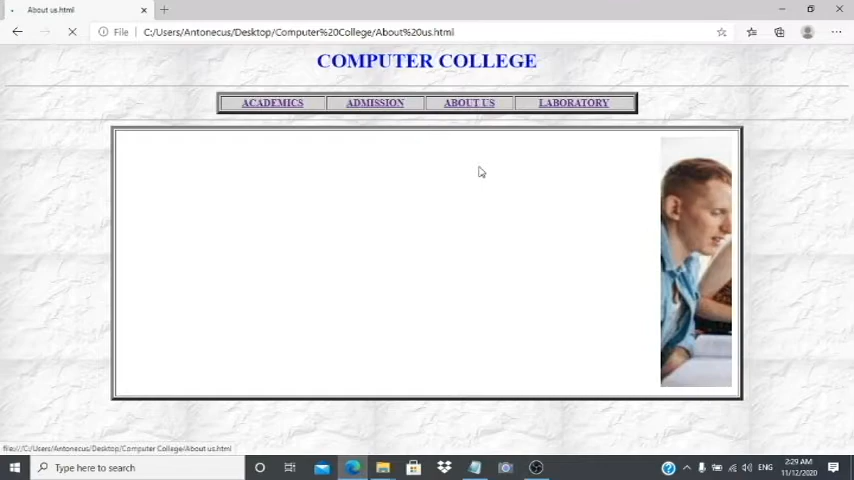 About us.html
File
C:/Users/Antonecus/Desktop/Computer%20College/About%20us.html
COMPUTER COLLEGE
ACADEMICS ADMISSION ABOUT US LABORATORY
file:///C:/Users/Antonecus/Desktop/Computer College/About us.html
Type here to search
ENG
2:29 AM
11/12/2020